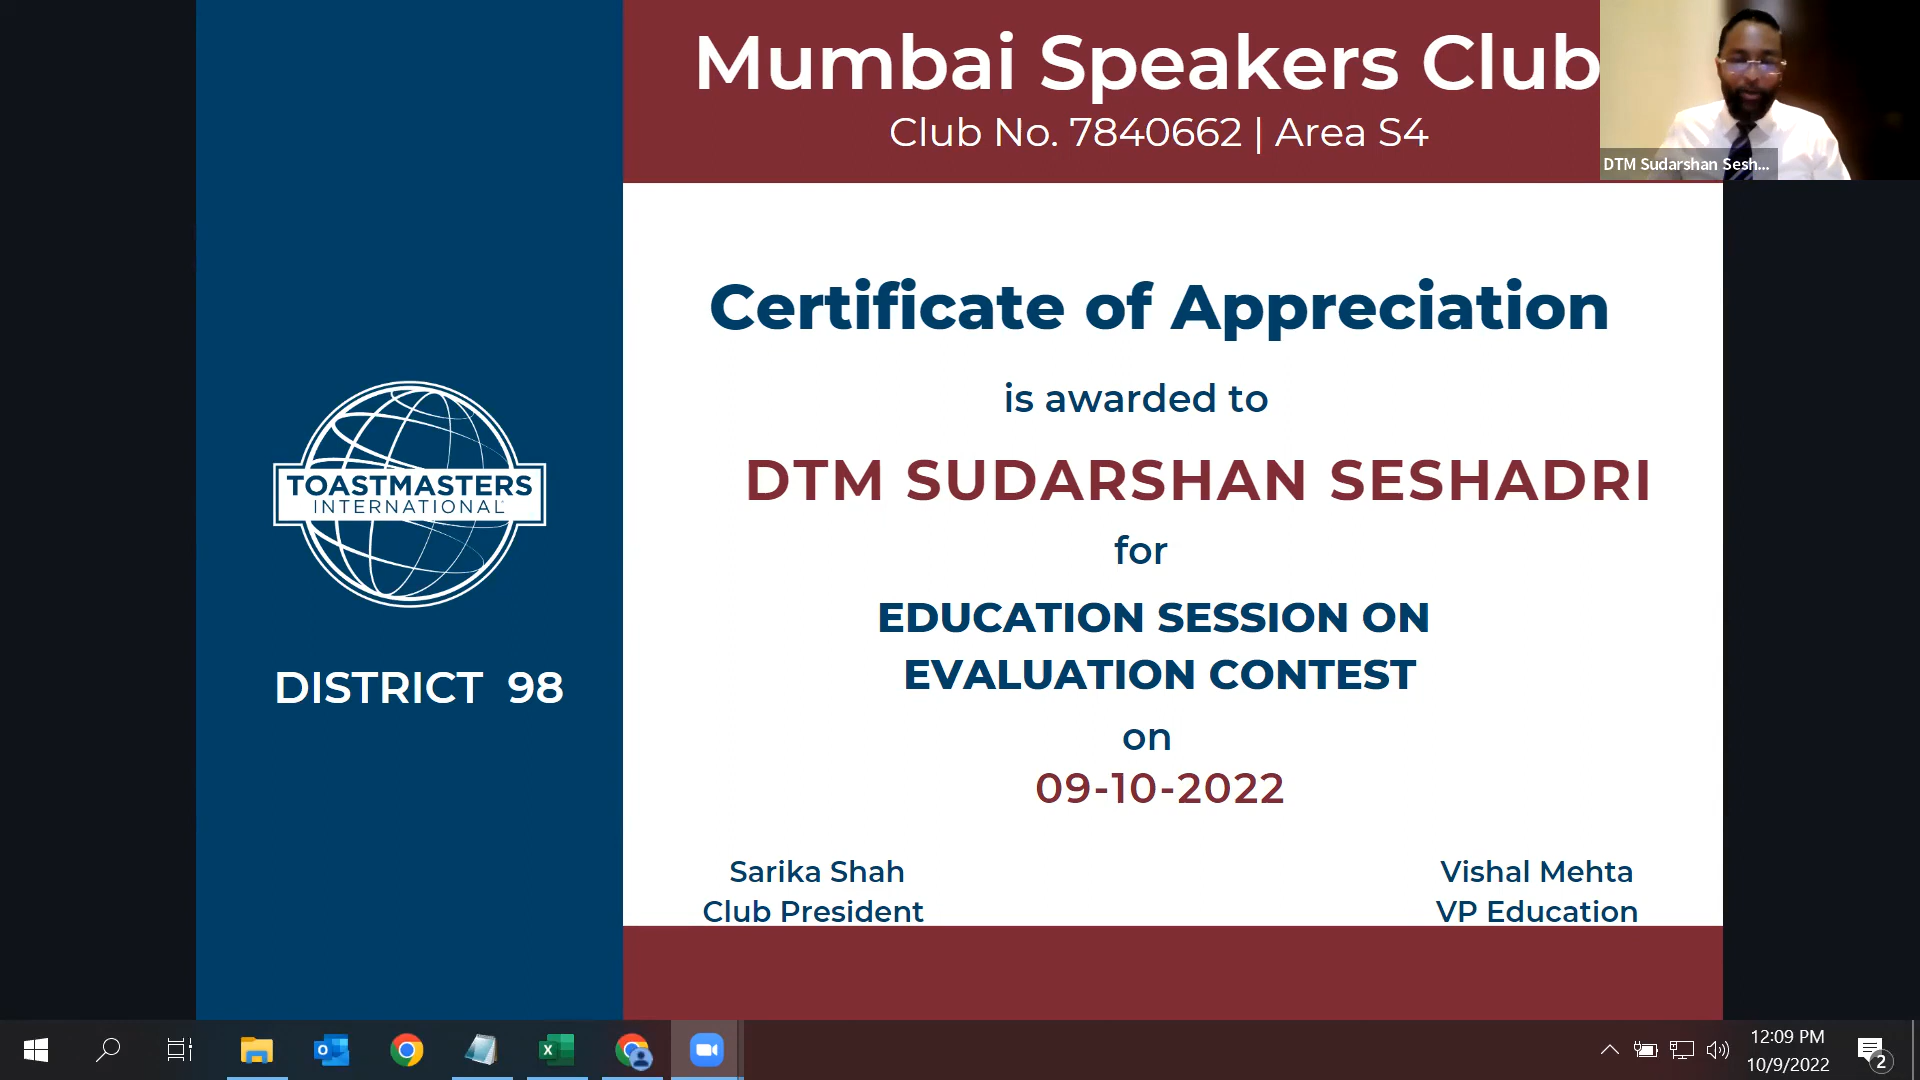 Mumbai Speakers Club
Club No. 7840662 | Area S4
DTM Sudarshan Sesh...
Certificate of Appreciation
is awarded to
DTM SUDARSHAN SESHADRI
for
EDUCATION SESSION ON
EVALUATION CONTEST
on
09-10-2022
Sarika Shah
Club President
Vishal Mehta
VP Education
TOASTMASTERS
INTERNATIONAL
DISTRICT 98
12:09 PM
10/9/2022
2